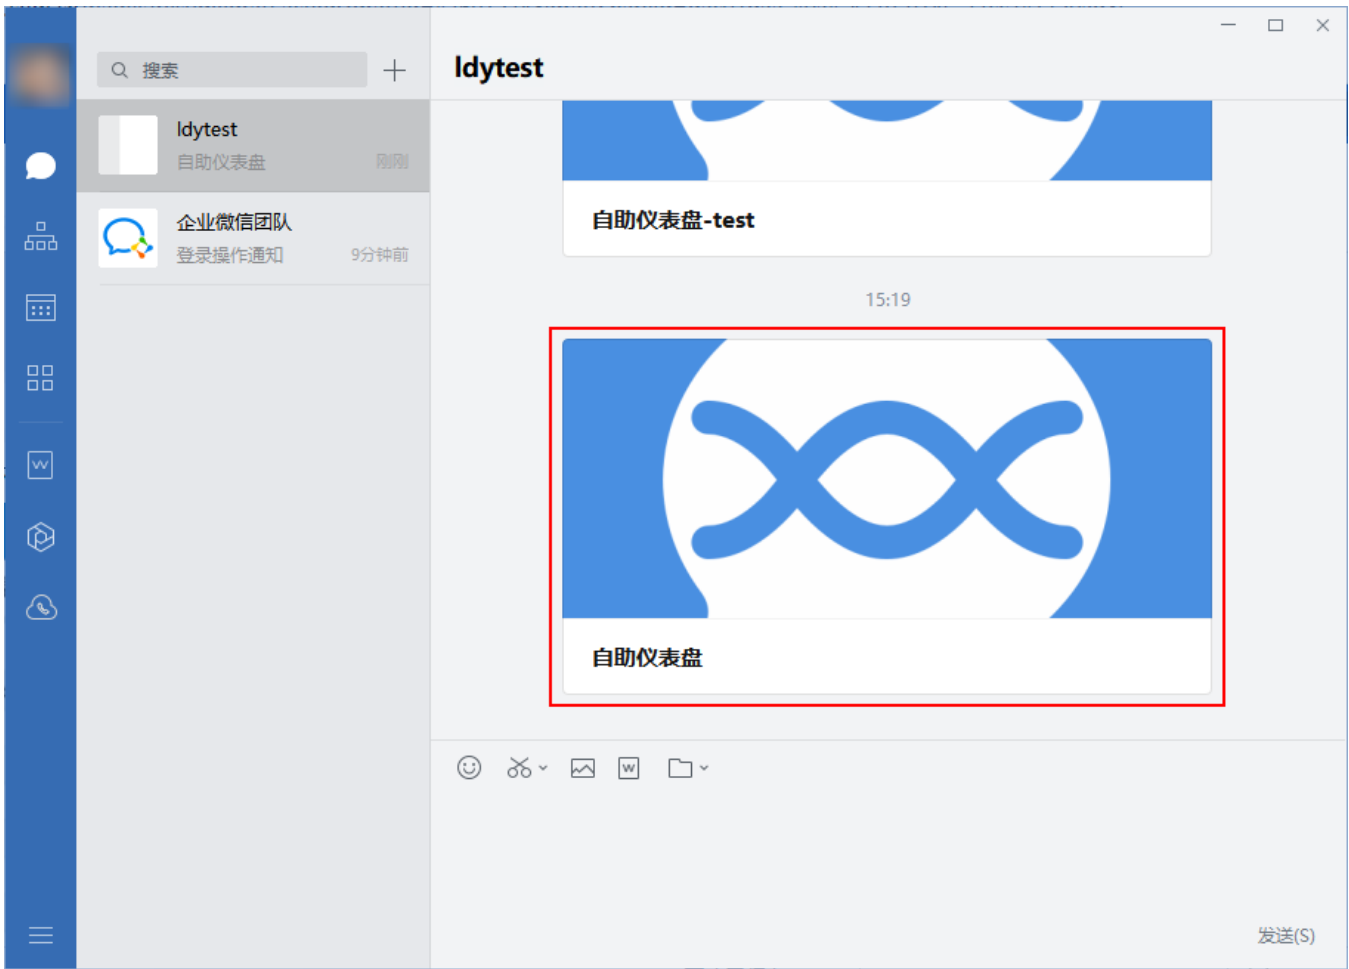 搜索
ldytest
自助仪表盘 刚刚
企业微信团队
登录操作通知 9分钟前
ldytest
自助仪表盘-test
15:19
自助仪表盘
发送(S)